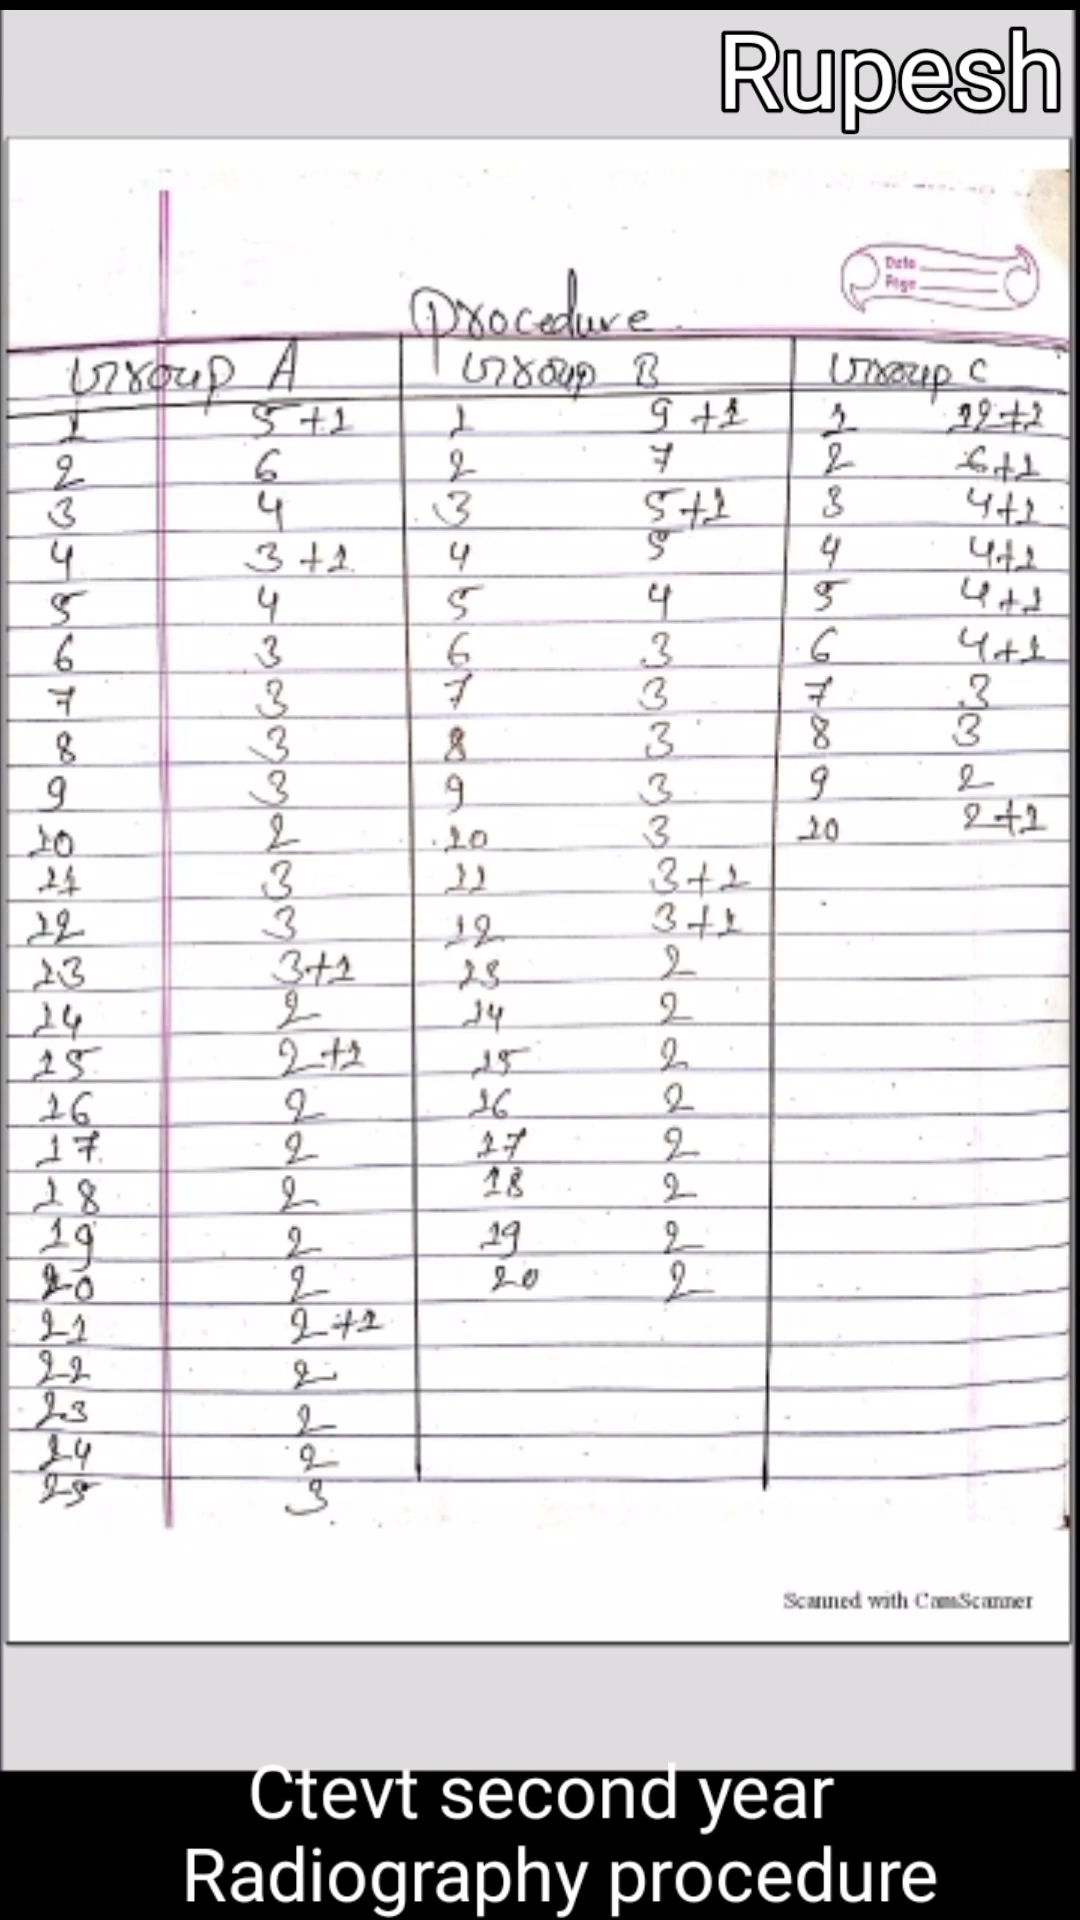 Rupesh
Date
Page
Procedure
Group A Group B Group C
1 5+1 1 9+1 1 12+1
2 6 2 7 2 6+1
3 4 3 5+1 3 4+1
4 3+1 4 5 4 4+1
5 4 5 4 5 4+1
6 3 6 3 6 4+1
7 3 7 3 7 3
8 3 8 3 8 3
9 3 9 3 9 2
10 2 10 3 10 2+1
11 3 11 3+1
12 3 12 3+1
13 3+1 13 2
14 2 14 2
15 2+1 15 2
16 2 16 2
17 2 17 2
18 2 18 2
19 2 19 2
20 2 20 2
21 2+1
22 2
23 2
24 2
25 3
Scanned with CamScanner
Ctevt second year
Radiography procedure